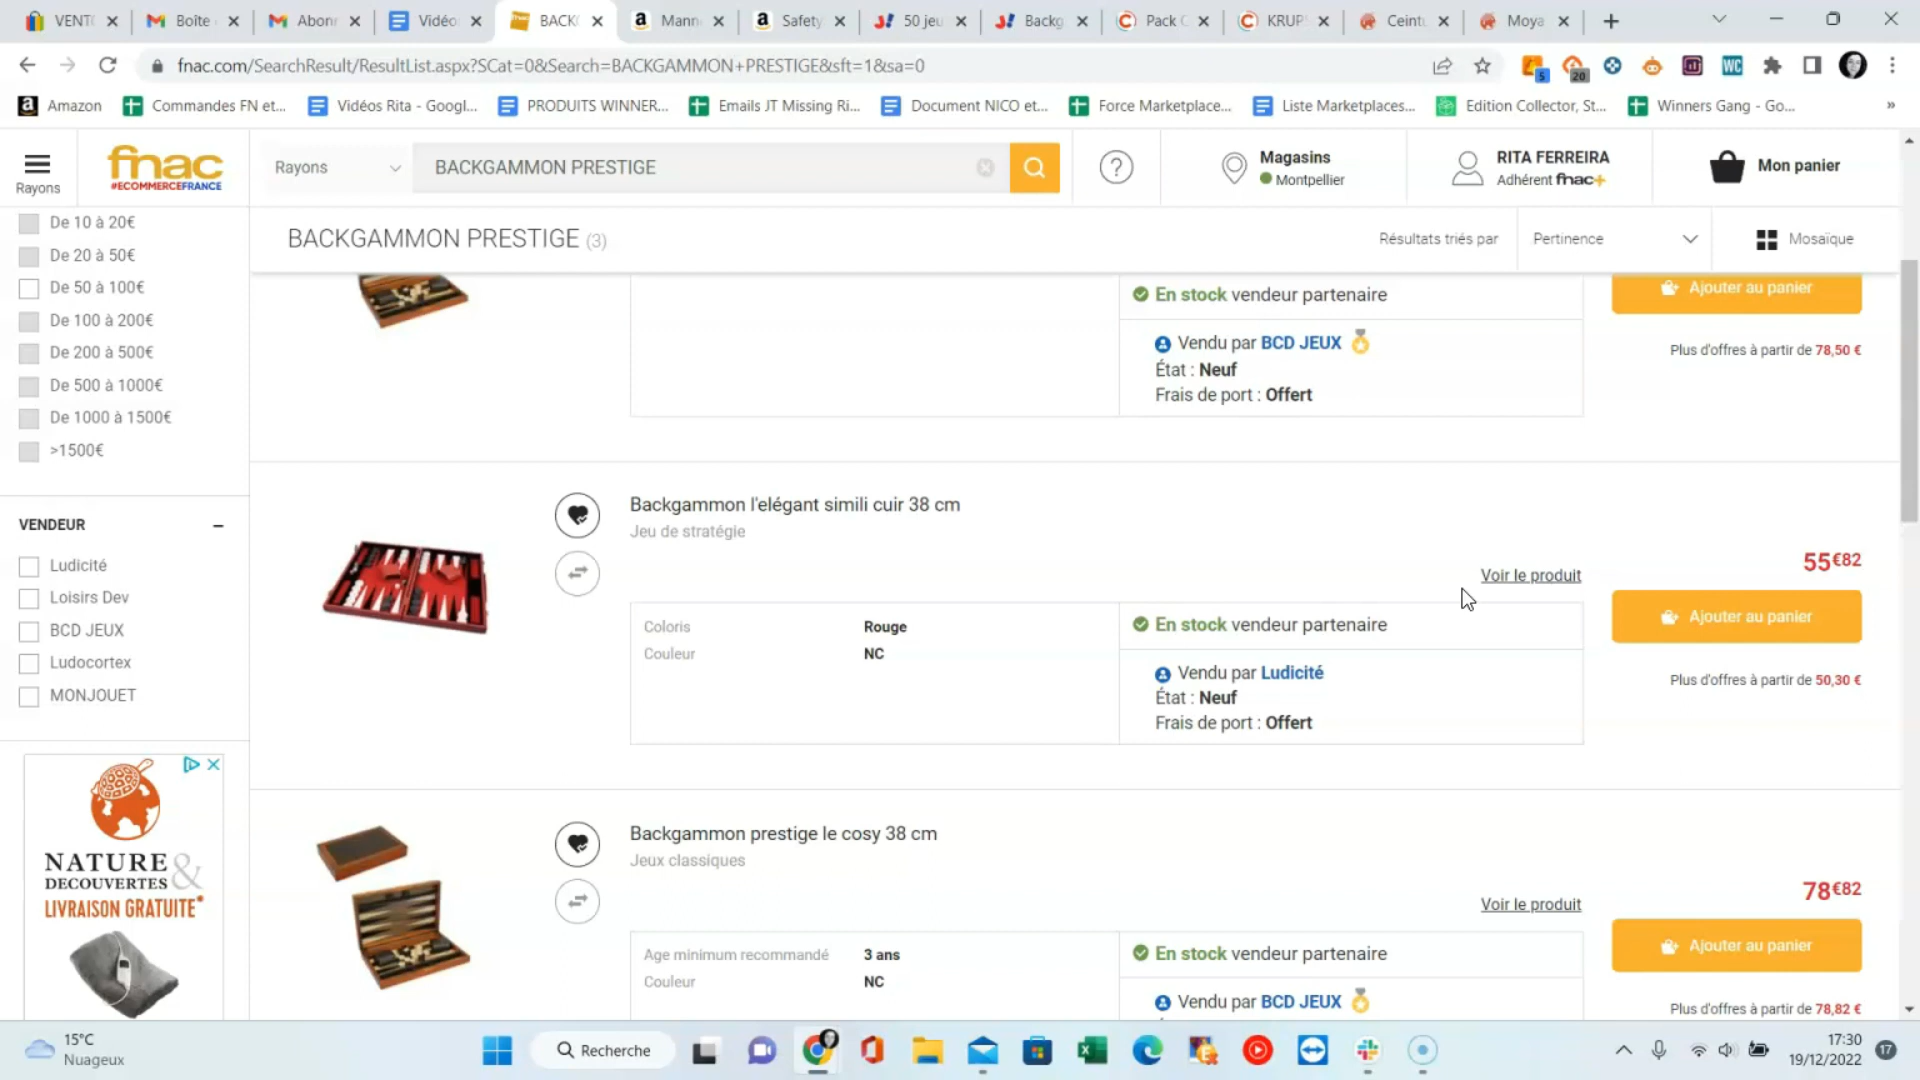 VENT
Boîte
Abonn
Vidéo
BACK
Mann
Safety
50 jeu
Backg
Pack
KRUP
Ceint
Moya
fnac.com/SearchResult/ResultList.aspx?SCat=0&Search=BACKGAMMON+PRESTIGE&sft=1&sa=0
5
20
WC
Amazon
Commandes FN et...
Vidéos Rita - Googl...
PRODUITS WINNER...
Emails JT Missing Ri...
Document NICO et...
Force Marketplace...
Liste Marketplaces...
Edition Collector, St...
Winners Gang - Go...
»
Rayons
fnac
#ECOMMERCEFRANCE
Rayons
BACKGAMMON PRESTIGE
?
Magasins
Montpellier
RITA FERREIRA
Adhérent fnac+
Mon panier
BACKGAMMON PRESTIGE (3)
Résultats triés par
Pertinence
Mosaïque
De 10 à 20€
De 20 à 50€
De 50 à 100€
De 100 à 200€
De 200 à 500€
De 500 à 1000€
De 1000 à 1500€
>1500€
VENDEUR
Ludicité
Loisirs Dev
BCD JEUX
Ludocortex
MONJOUET
NATURE &
DECOUVERTES
LIVRAISON GRATUITE*
En stock vendeur partenaire
Vendu par BCD JEUX
État : Neuf
Frais de port : Offert
Ajouter au panier
Plus d'offres à partir de 78,50 €
Backgammon l'elégant simili cuir 38 cm
Jeu de stratégie
Voir le produit
55€82
Coloris Rouge
Couleur NC
En stock vendeur partenaire
Vendu par Ludicité
État : Neuf
Frais de port : Offert
Ajouter au panier
Plus d'offres à partir de 50,30 €
Backgammon prestige le cosy 38 cm
Jeux classiques
Voir le produit
78€82
Age minimum recommandé 3 ans
Couleur NC
En stock vendeur partenaire
Vendu par BCD JEUX
Ajouter au panier
Plus d'offres à partir de 78,82 €
15°C
Nuageux
Recherche
17:30
19/12/2022
17